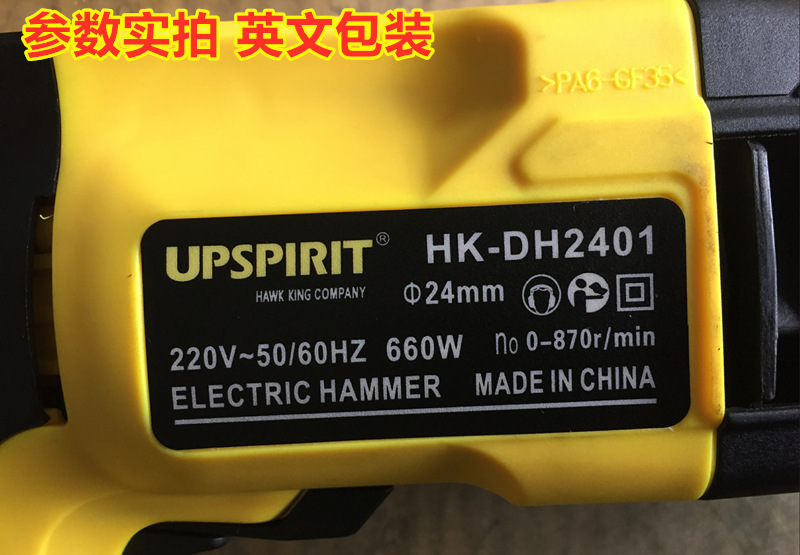 参数实拍 英文包装
>PA6-GF35<
UPSPIRIT® HK-DH2401
HAWK KING COMPANY Φ24mm
220V~50/60HZ 660W no 0-870r/min
ELECTRIC HAMMER MADE IN CHINA